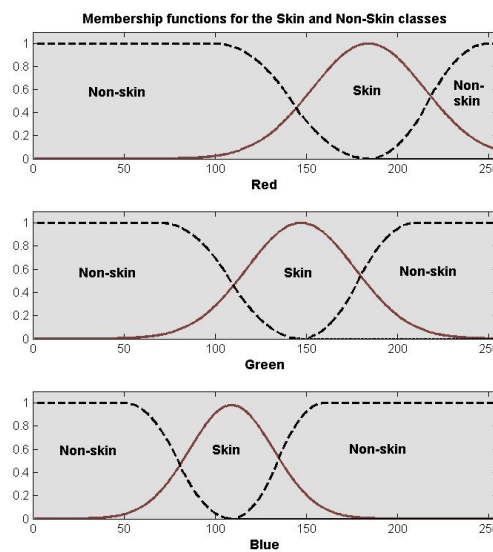 Membership functions for the Skin and Non-Skin classes
1
0.8
0.6
0.4
0.2
0
Non-skin
Skin
Non-
skin
0 50 100 150 200 250
Red
1
0.8
0.6
0.4
0.2
0
Non-skin
Skin
Non-skin
0 50 100 150 200
Green
1
0.8
0.6
0.4
0.2
0
Non-skin
Skin
Non-skin
0 50 100 150 200
Blue